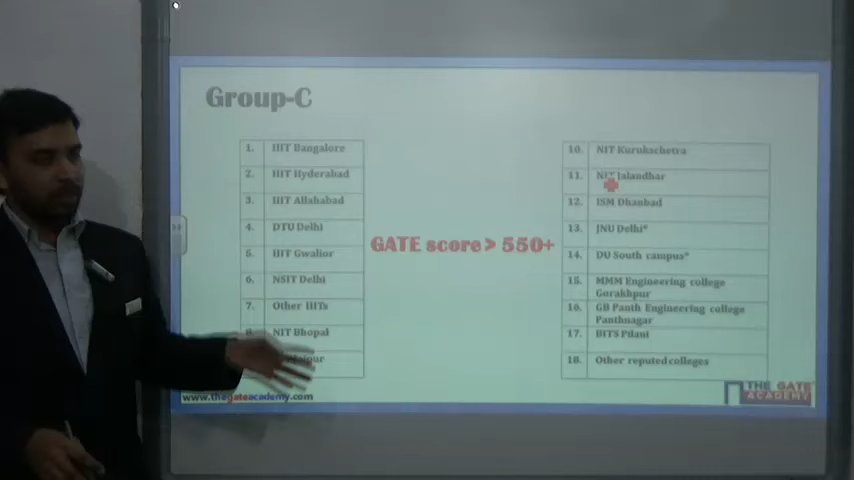 Group-C
1. IIIT Bangalore
2. IIIT Hyderabad
3. IIIT Allahabad
4. DTU Delhi
5. IIIT Gwalior
6. NSIT Delhi
7. Other IIITs
8. NIT Bhopal
GATE score > 550+
10. NIT Kurukschetra
11. NIT Jalandhar
12. ISM Dhanbad
13. JNU Delhi*
14. DU South campus*
15. MMM Engineering college
Gorakhpur
16. GB Panth Engineering college
Panthnagar
17. BITS Pilani
18. Other reputed colleges
www.thegateacademy.com
THE GATE
ACADEMY